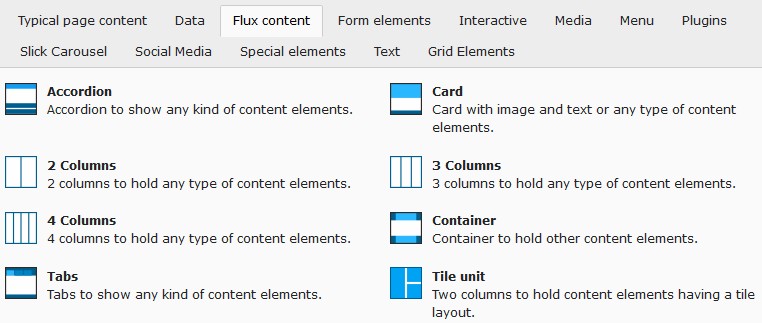 Typical page content Data Flux content Form elements Interactive Media Menu Plugins
Slick Carousel Social Media Special elements Text Grid Elements
Accordion
Accordion to show any kind of content elements.
Card
Card with image and text or any type of content
elements.
2 Columns
2 columns to hold any type of content elements.
3 Columns
3 columns to hold any type of content elements.
4 Columns
4 columns to hold any type of content elements.
Container
Container to hold other content elements.
Tabs
Tabs to show any kind of content elements.
Tile unit
Two columns to hold content elements having a tile
layout.